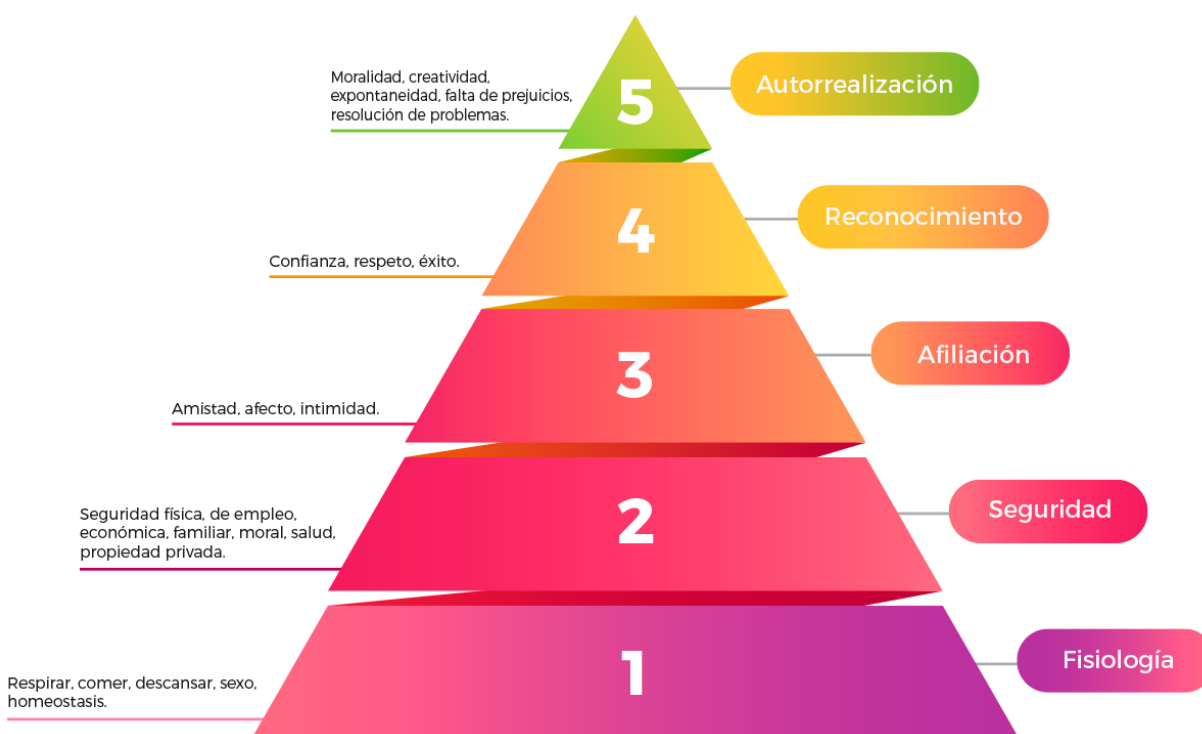 Moralidad, creatividad,
expontaneidad, falta de prejuicios,
resolución de problemas.
5
Autorrealización
4
Reconocimiento
Confianza, respeto, éxito.
3
Afiliación
Amistad, afecto, intimidad.
2
Seguridad
Seguridad física, de empleo,
económica, familiar, moral, salud,
propiedad privada.
1
Fisiología
Respirar, comer, descansar, sexo,
homeostasis.